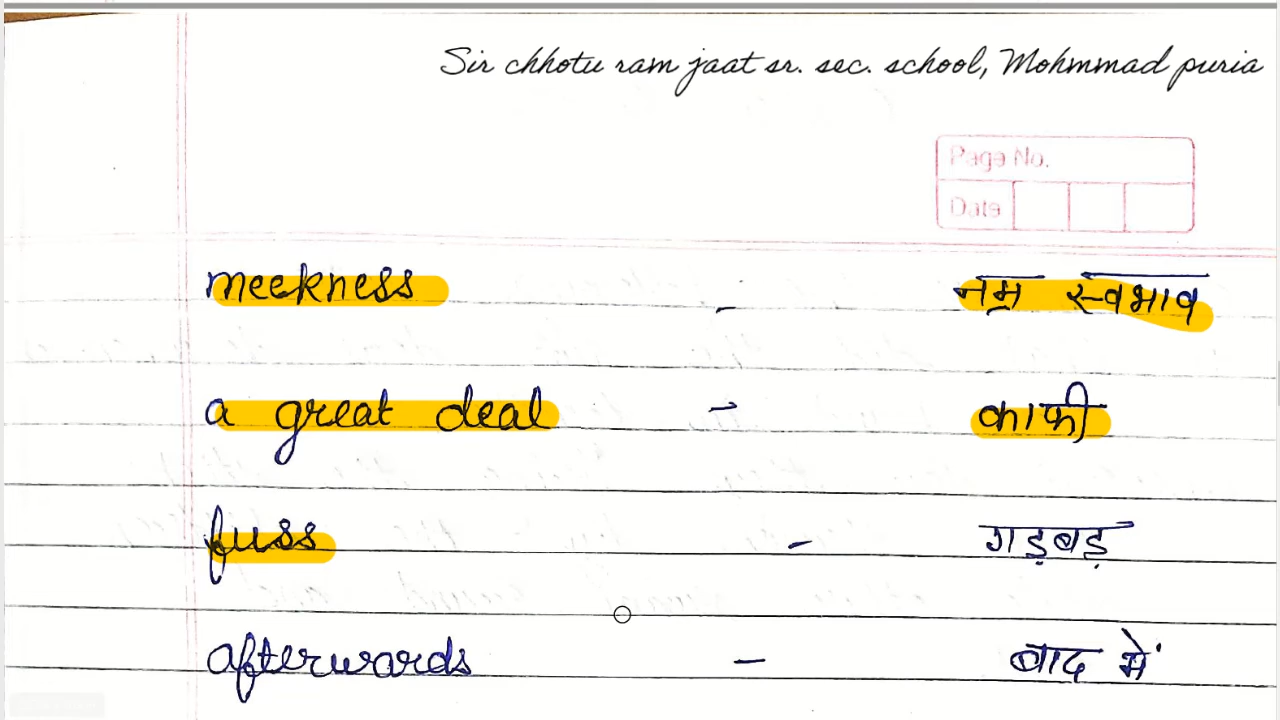 Sir chhotu ram jaat sr. sec. school, Mohmmad puria
Page No.
Date
meekness - नम्र स्वभाव
a great deal - काफी
fuss - गड़बड़
afterwards - बाद में